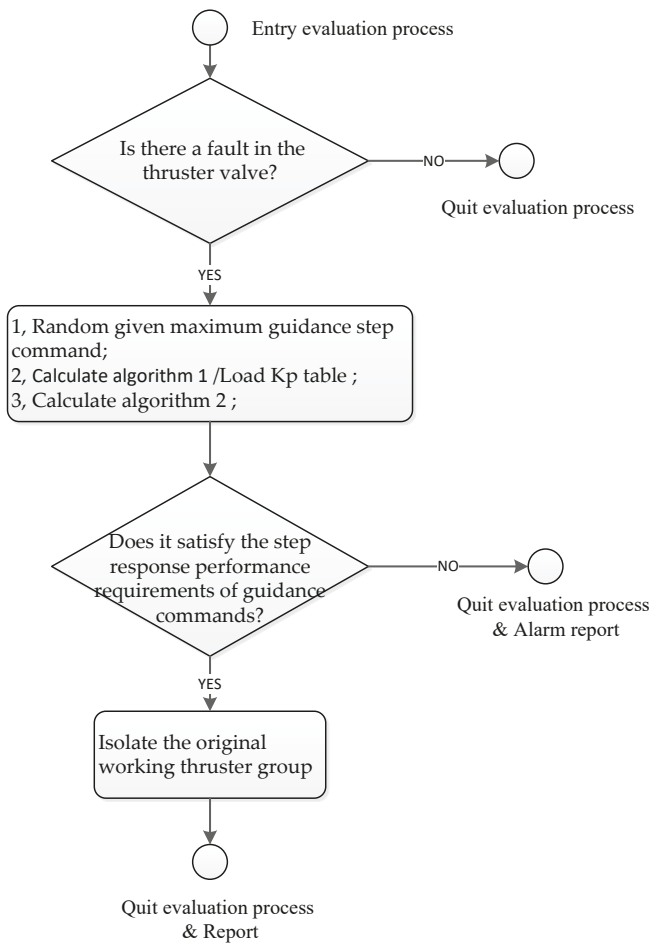 Entry evaluation process
Is there a fault in the
thruster valve?
NO
Quit evaluation process
YES
1, Random given maximum guidance step
command;
2, Calculate algorithm 1 /Load Kp table ;
3, Calculate algorithm 2 ;
Does it satisfy the step
response performance
requirements of guidance
commands?
NO
Quit evaluation process
& Alarm report
YES
Isolate the original
working thruster group
Quit evaluation process
& Report